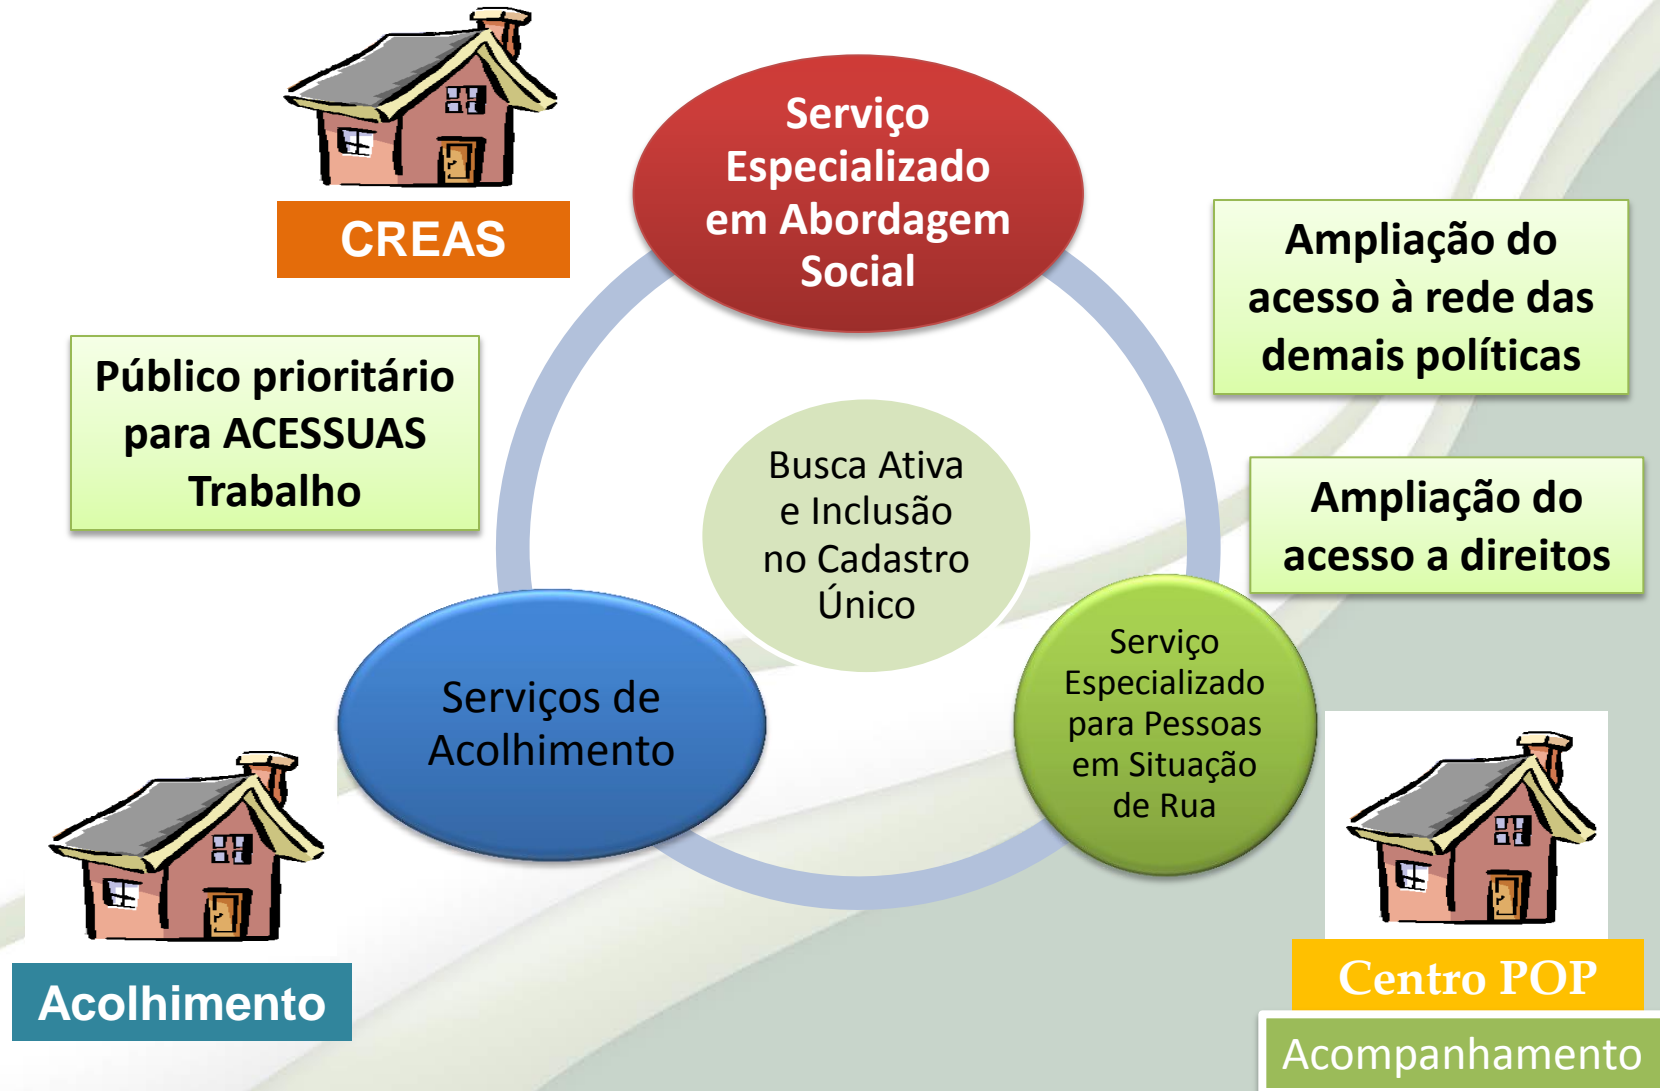 CREAS
Serviço
Especializado
em Abordagem
Social
Ampliação do
acesso à rede das
demais políticas
Público prioritário
para ACESSUAS
Trabalho
Busca Ativa
e Inclusão
no Cadastro
Único
Ampliação do
acesso a direitos
Serviços de
Acolhimento
Serviço
Especializado
para Pessoas
em Situação
de Rua
Acolhimento
Centro POP
Acompanhamento